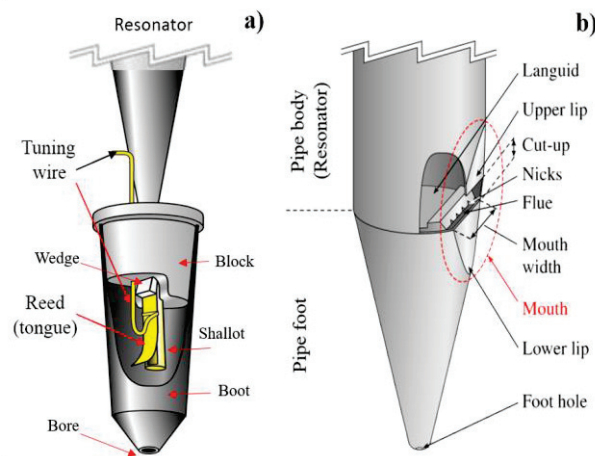 Resonator
a)
Tuning
wire
Wedge
Block
Reed
(tongue)
Shallot
Boot
Bore
b)
Pipe body
(Resonator)
Pipe foot
Languid
Upper lip
Cut-up
Nicks
Flue
Mouth
width
Mouth
Lower lip
Foot hole